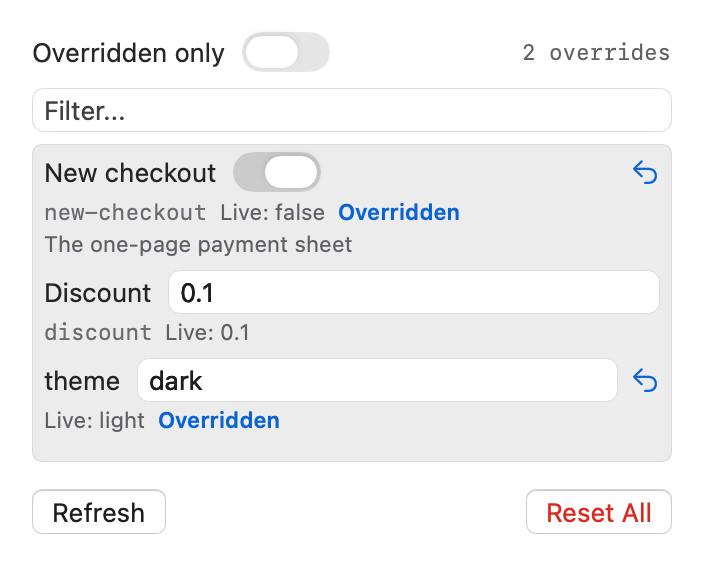 Overridden only 2 overrides
Filter...
New checkout
new-checkout Live: false Overridden
The one-page payment sheet
Discount 0.1
discount Live: 0.1
theme dark
Live: light Overridden
Refresh Reset All